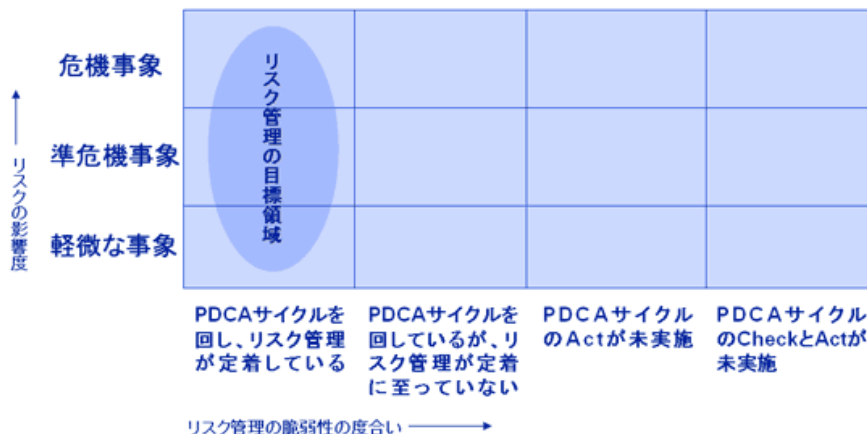 危機事象
準危機事象
軽微な事象
リスクの影響度
リスク管理の目標領域
PDCAサイクルを
回し、リスク管理
が定着している
PDCAサイクルを
回しているが、リ
スク管理が定着
に至っていない
PDCAサイクル
のActが未実施
PDCAサイクル
のCheckとActが
未実施
リスク管理の脆弱性の度合い